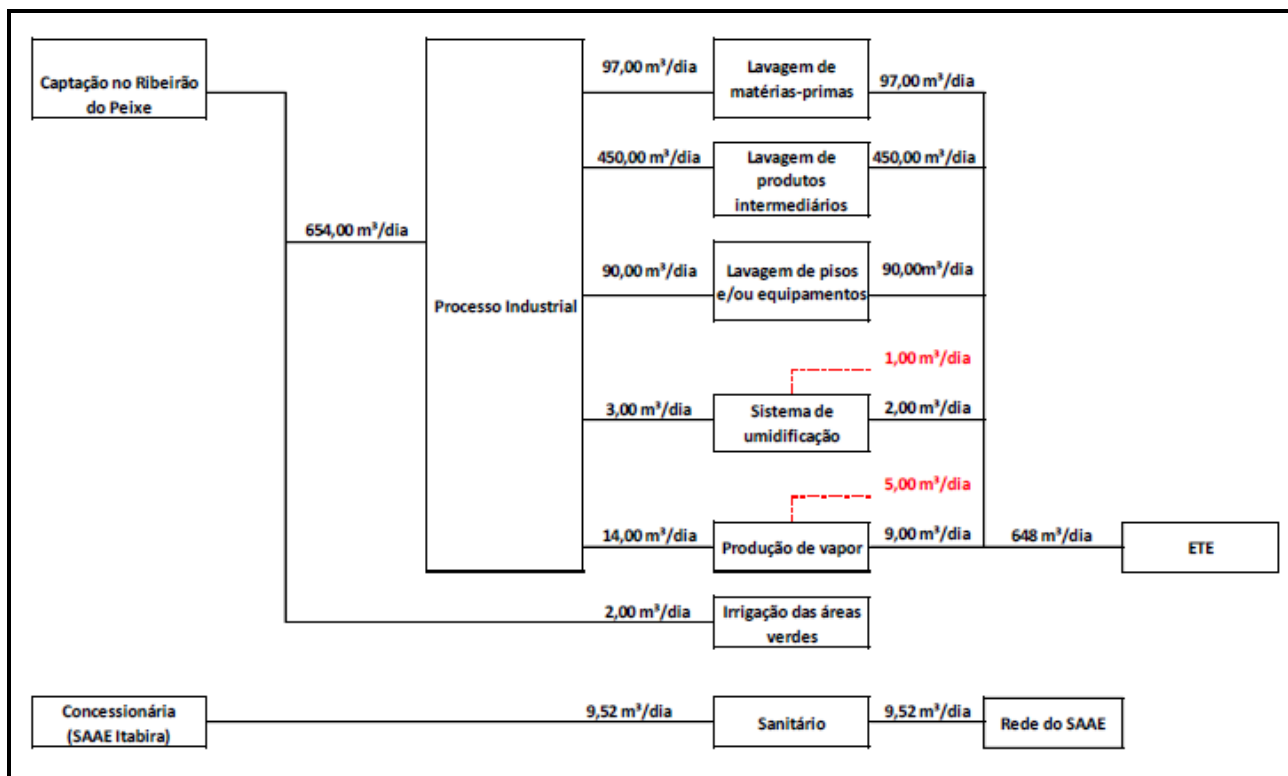 Captação no Ribeirão
do Peixe
654,00 m³/dia
Processo Industrial
97,00 m³/dia
Lavagem de
matérias-primas
97,00 m³/dia
450,00 m³/dia
Lavagem de
produtos
intermediários
450,00 m³/dia
90,00 m³/dia
Lavagem de pisos
e/ou equipamentos
90,00m³/dia
1,00 m³/dia
3,00 m³/dia
Sistema de
umidificação
2,00 m³/dia
5,00 m³/dia
14,00 m³/dia
Produção de vapor
9,00 m³/dia
648 m³/dia
ETE
2,00 m³/dia
Irrigação das áreas
verdes
Concessionária
(SAAE Itabira)
9,52 m³/dia
Sanitário
9,52 m³/dia
Rede do SAAE